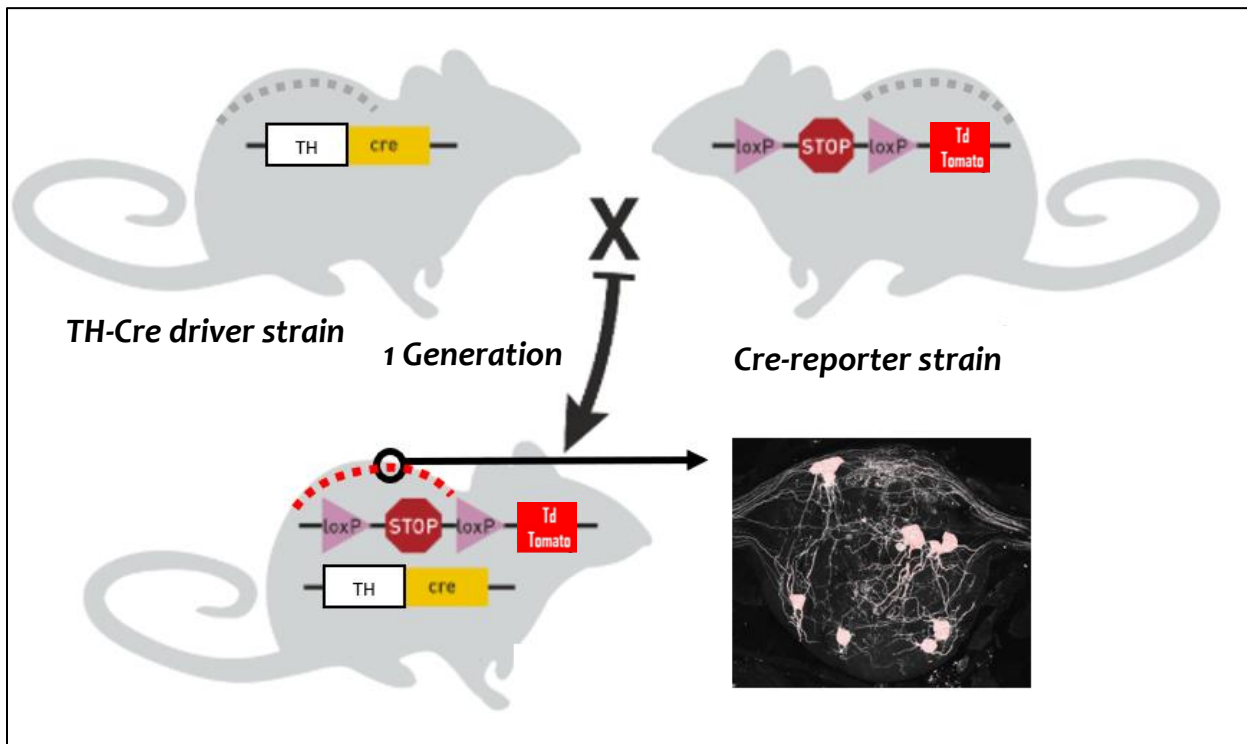 TH cre
loxP STOP loxP Td
Tomato
X
TH-Cre driver strain
1 Generation
Cre-reporter strain
loxP STOP loxP Td
Tomato
TH cre